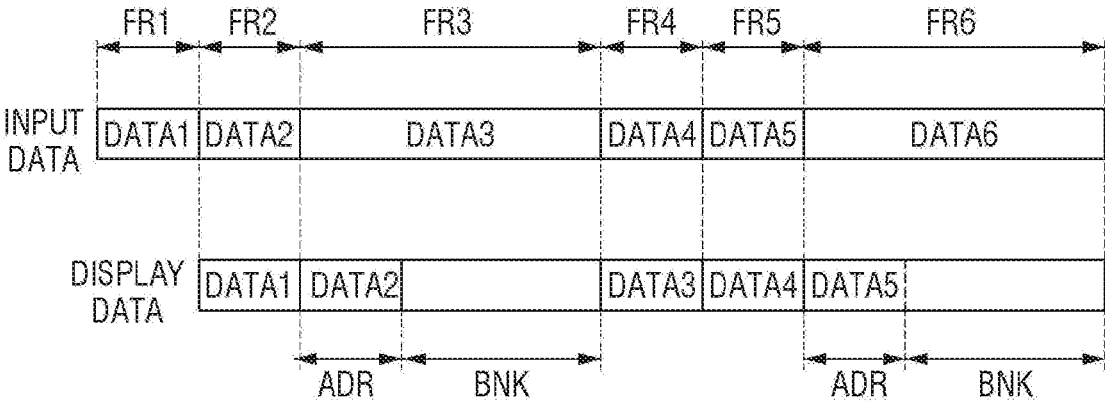 FR1 FR2 FR3 FR4 FR5 FR6
INPUT DATA
DATA1 DATA2 DATA3 DATA4 DATA5 DATA6
DISPLAY DATA
DATA1 DATA2 DATA3 DATA4 DATA5
ADR BNK ADR BNK